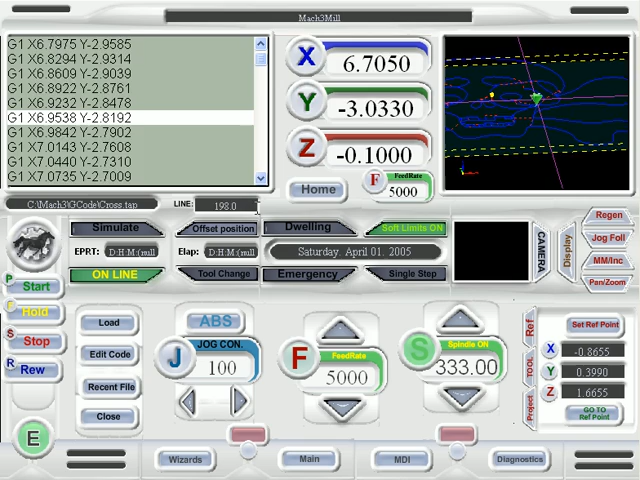 Mach3Mill
G1 X6.7975 Y-2.9585
G1 X6.8294 Y-2.9314
G1 X6.8609 Y-2.9039
G1 X6.8922 Y-2.8761
G1 X6.9232 Y-2.8478
G1 X6.9538 Y-2.8192
G1 X6.9842 Y-2.7902
G1 X7.0143 Y-2.7608
G1 X7.0440 Y-2.7310
G1 X7.0735 Y-2.7009
X 6.7050
Y -3.0330
Z -0.1000
Home
F FeedRate
5000
C:\Mach3\GCode\Cross.tap LINE: 198.0
Simulate Offset position Dwelling Soft Limits ON
EPRT: D:H:M:(null Elap: D:H:M:(null Saturday, April 01. 2005
ON LINE Tool Change Emergency Single Step
CAMERA
Display
Regen
Jog Foll
MM/Inc
Pan/Zoom
P Start
F Hold
S Stop
R Rew
E
Load
Edit Code
Recent File
Close
ABS
J JOG CON.
100
F FeedRate
5000
S Spindle ON
333.00
Ref
TOOL
Project
Set Ref Point
X -0.8655
Y 0.3990
Z 1.6655
GO TO
Ref Point
Wizards Main MDI Diagnostics